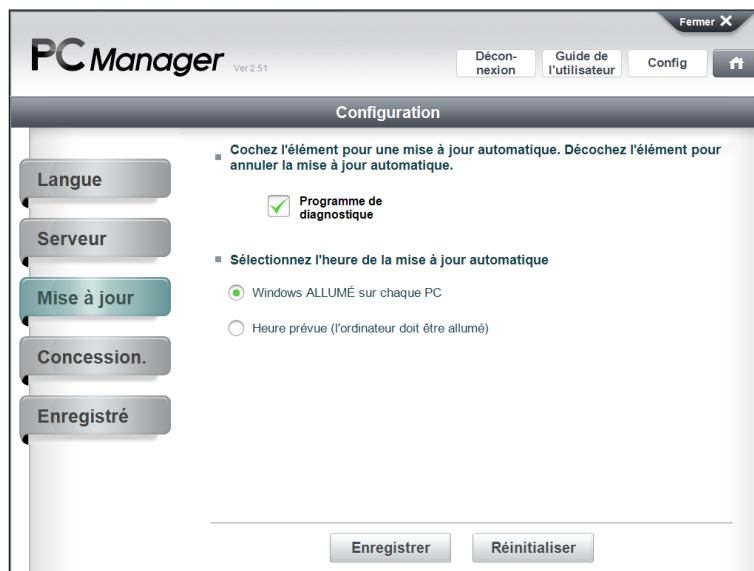 Fermer X
PC Manager Ver 2.51
Décon-
nexion
Guide de
l'utilisateur
Config
Configuration
Langue
Serveur
Mise à jour
Concession.
Enregistré
Cochez l'élément pour une mise à jour automatique. Décochez l'élément pour
annuler la mise à jour automatique.
Programme de
diagnostique
Sélectionnez l'heure de la mise à jour automatique
Windows ALLUMÉ sur chaque PC
Heure prévue (l'ordinateur doit être allumé)
Enregistrer
Réinitialiser